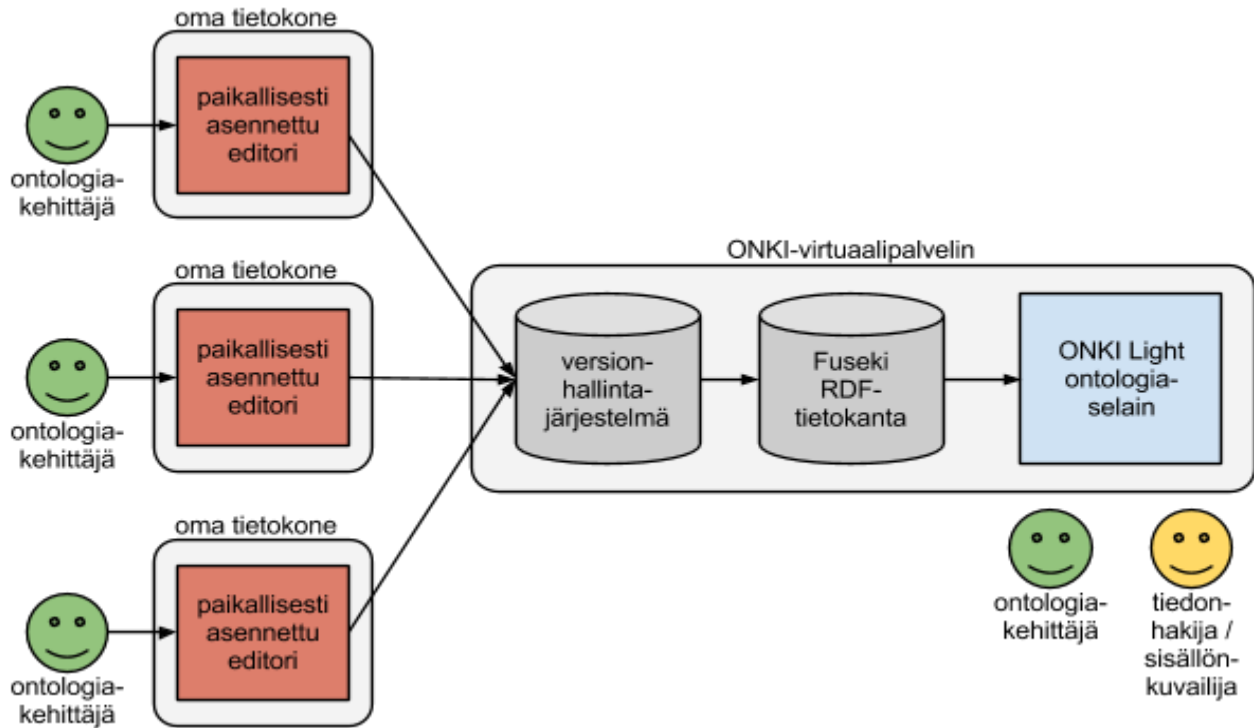 oma tietokone
paikallisesti
asennettu
editori
ontologia-
kehittäjä
oma tietokone
paikallisesti
asennettu
editori
ontologia-
kehittäjä
oma tietokone
paikallisesti
asennettu
editori
ontologia-
kehittäjä
ONKI-virtuaalipalvelin
version-
hallinta-
järjestelmä
Fuseki
RDF-
tietokanta
ONKI Light
ontologia-
selain
ontologia-
kehittäjä
tiedon-
hakija /
sisällön-
kuvailija